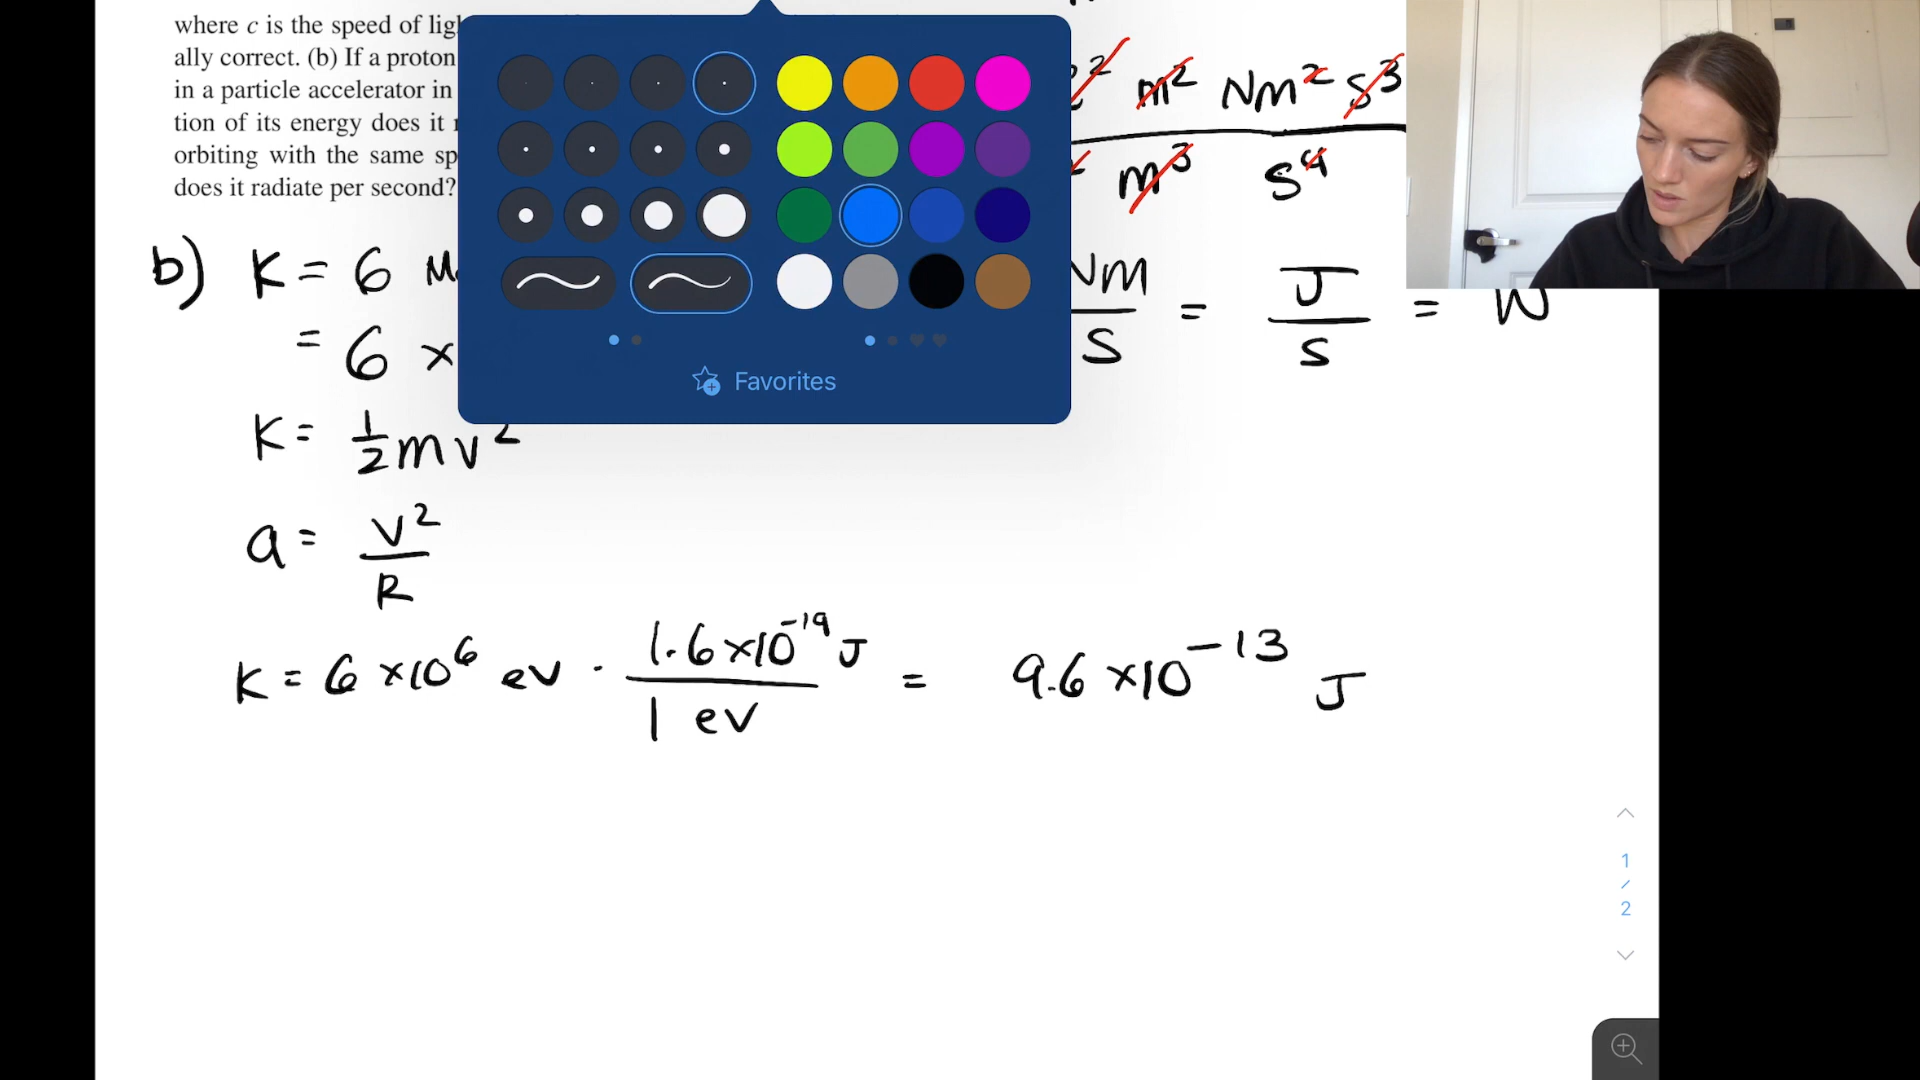 where c is the speed of lig
ally correct. (b) If a proton
in a particle accelerator in
tion of its energy does it
orbiting with the same sp
does it radiate per second?
m² Nm² s³
m³ s⁴
b) K = 6
= 6 ×
Nm/s = J/s = W
Favorites
K = ½mv²
a = v²/R
K = 6 ×10⁶ ev · 1.6×10⁻¹⁹ J / 1 ev = 9.6 ×10⁻¹³ J
1
/
2